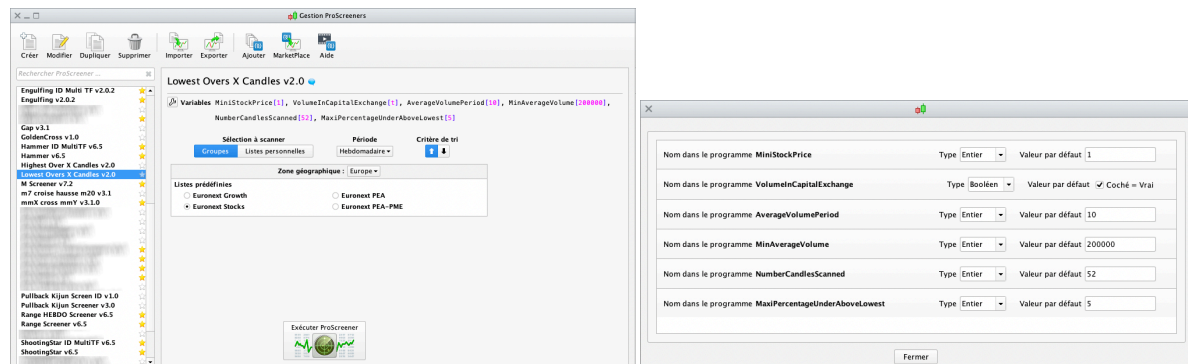 Gestion ProScreeners
Créer Modifier Dupliquer Supprimer Importer Exporter Ajouter MarketPlace Aide
Rechercher ProScreener ...
Engulfing ID Multi TF v2.0.2
Engulfing v2.0.2
Gap v3.1
GoldenCross v1.0
Hammer ID MultiTF v6.5
Hammer v6.5
Highest Over X Candles v2.0
Lowest Overs X Candles v2.0
M Screener v7.2
m7 croise hausse m20 v3.1
mmX cross mmY v3.1.0
Pullback Kijun Screen ID v1.0
Pullback Kijun Screener v3.0
Range HEBDO Screener v6.5
Range Screener v6.5
ShootingStar ID MultiTF v6.5
ShootingStar v6.5
Lowest Overs X Candles v2.0
Variables MiniStockPrice[1], VolumeInCapitalExchange[t], AverageVolumePeriod[10], MinAverageVolume[200000],
NumberCandlesScanned[52], MaxiPercentageUnderAboveLowest[5]
Sélection à scanner Période Critère de tri
Groupes Listes personnelles Hebdomadaire
Zone géographique : Europe
Listes prédéfinies
Euronext Growth Euronext PEA
Euronext Stocks Euronext PEA-PME
Exécuter ProScreener
Nom dans le programme MiniStockPrice Type Entier Valeur par défaut 1
Nom dans le programme VolumeInCapitalExchange Type Booléen Valeur par défaut Coché = Vrai
Nom dans le programme AverageVolumePeriod Type Entier Valeur par défaut 10
Nom dans le programme MinAverageVolume Type Entier Valeur par défaut 200000
Nom dans le programme NumberCandlesScanned Type Entier Valeur par défaut 52
Nom dans le programme MaxiPercentageUnderAboveLowest Type Entier Valeur par défaut 5
Fermer